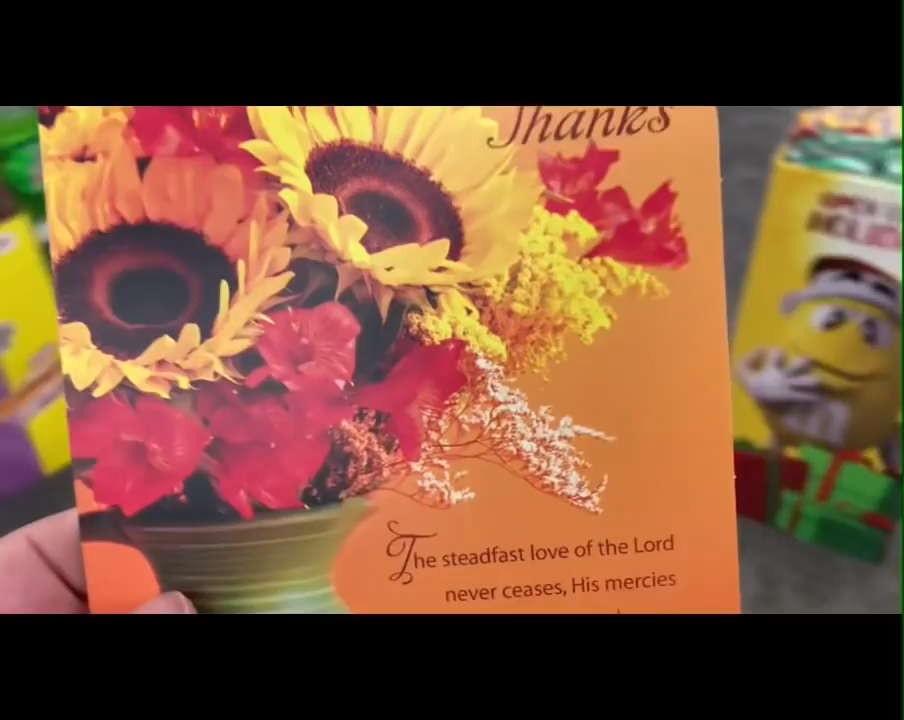 Thanks
The steadfast love of the Lord
never ceases, His mercies